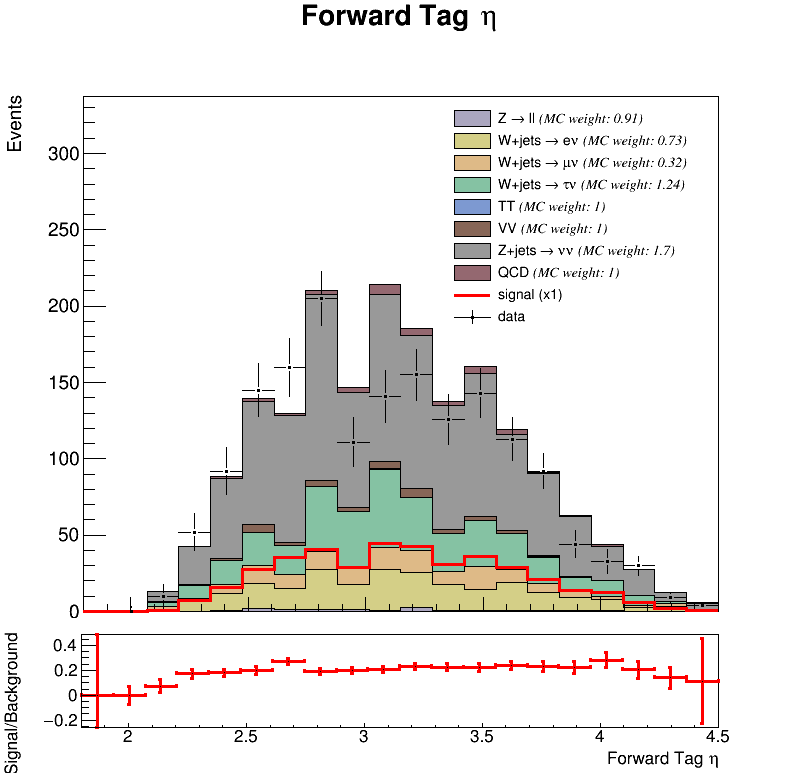 Forward Tag η
Events
300
250
200
150
100
50
0
Z → ll (MC weight: 0.91)
W+jets → eν (MC weight: 0.73)
W+jets → μν (MC weight: 0.32)
W+jets → τν (MC weight: 1.24)
TT (MC weight: 1)
VV (MC weight: 1)
Z+jets → νν (MC weight: 1.7)
QCD (MC weight: 1)
signal (x1)
data
Signal/Background
0.4
0.2
0
−0.2
2 2.5 3 3.5 4 4.5
Forward Tag η